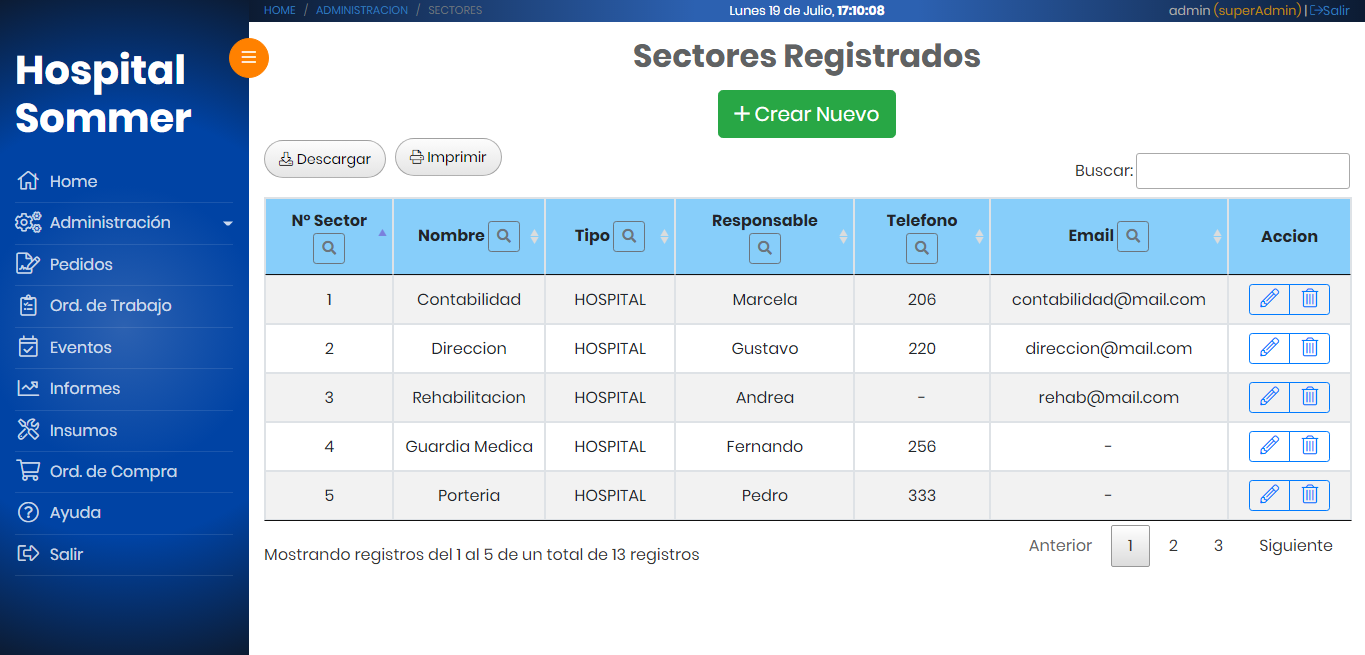 HOME / ADMINISTRACION / SECTORES
Lunes 19 de Julio, 17:10:08
admin (superAdmin) | Salir
Hospital
Sommer
Home
Administración
Pedidos
Ord. de Trabajo
Eventos
Informes
Insumos
Ord. de Compra
Ayuda
Salir
Sectores Registrados
+ Crear Nuevo
Descargar
Imprimir
Buscar:
N° Sector Nombre Tipo Responsable Telefono Email Accion
1 Contabilidad HOSPITAL Marcela 206 contabilidad@mail.com
2 Direccion HOSPITAL Gustavo 220 direccion@mail.com
3 Rehabilitacion HOSPITAL Andrea - rehab@mail.com
4 Guardia Medica HOSPITAL Fernando 256 -
5 Porteria HOSPITAL Pedro 333 -
Mostrando registros del 1 al 5 de un total de 13 registros
Anterior 1 2 3 Siguiente